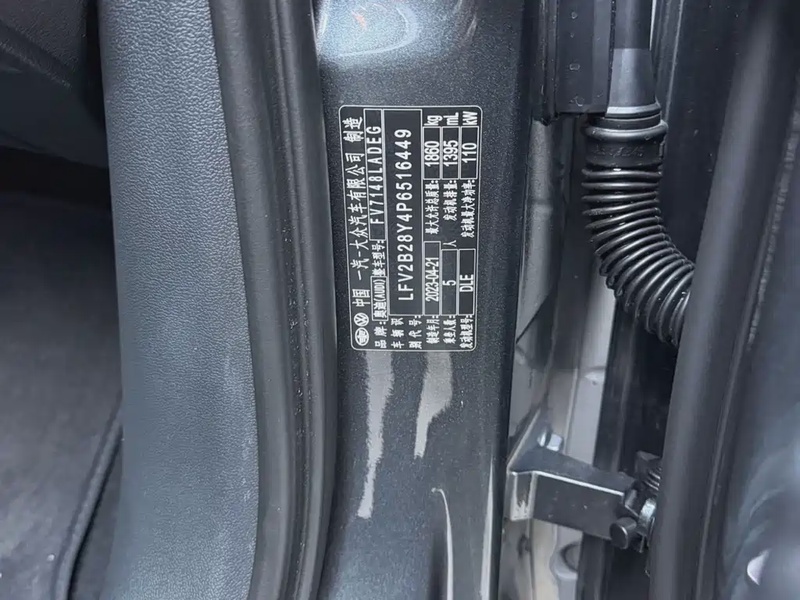 中国 一汽-大众汽车有限公司 制造
品牌: 奥迪(AUDI) 整车型号: FV7148LADEG
车辆识别代号: LFV2B28Y4P6516449
制造年月: 2023-04-21 最大允许总质量: 1860 kg
乘坐人数: 5 人 发动机排量: 1395 mL
发动机型号: DLE 发动机最大净功率: 110 kW